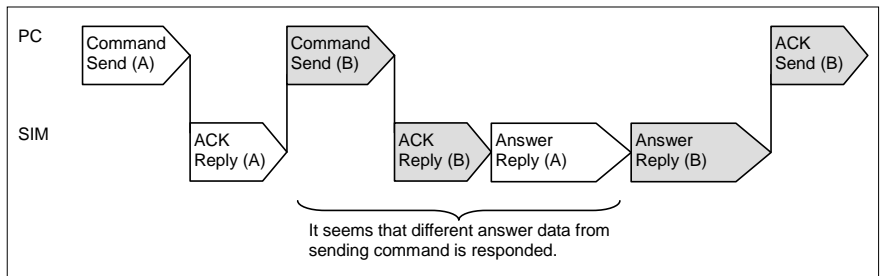 PC
Command
Send (A)
Command
Send (B)
ACK
Send (B)
SIM
ACK
Reply (A)
ACK
Reply (B)
Answer
Reply (A)
Answer
Reply (B)
It seems that different answer data from
sending command is responded.